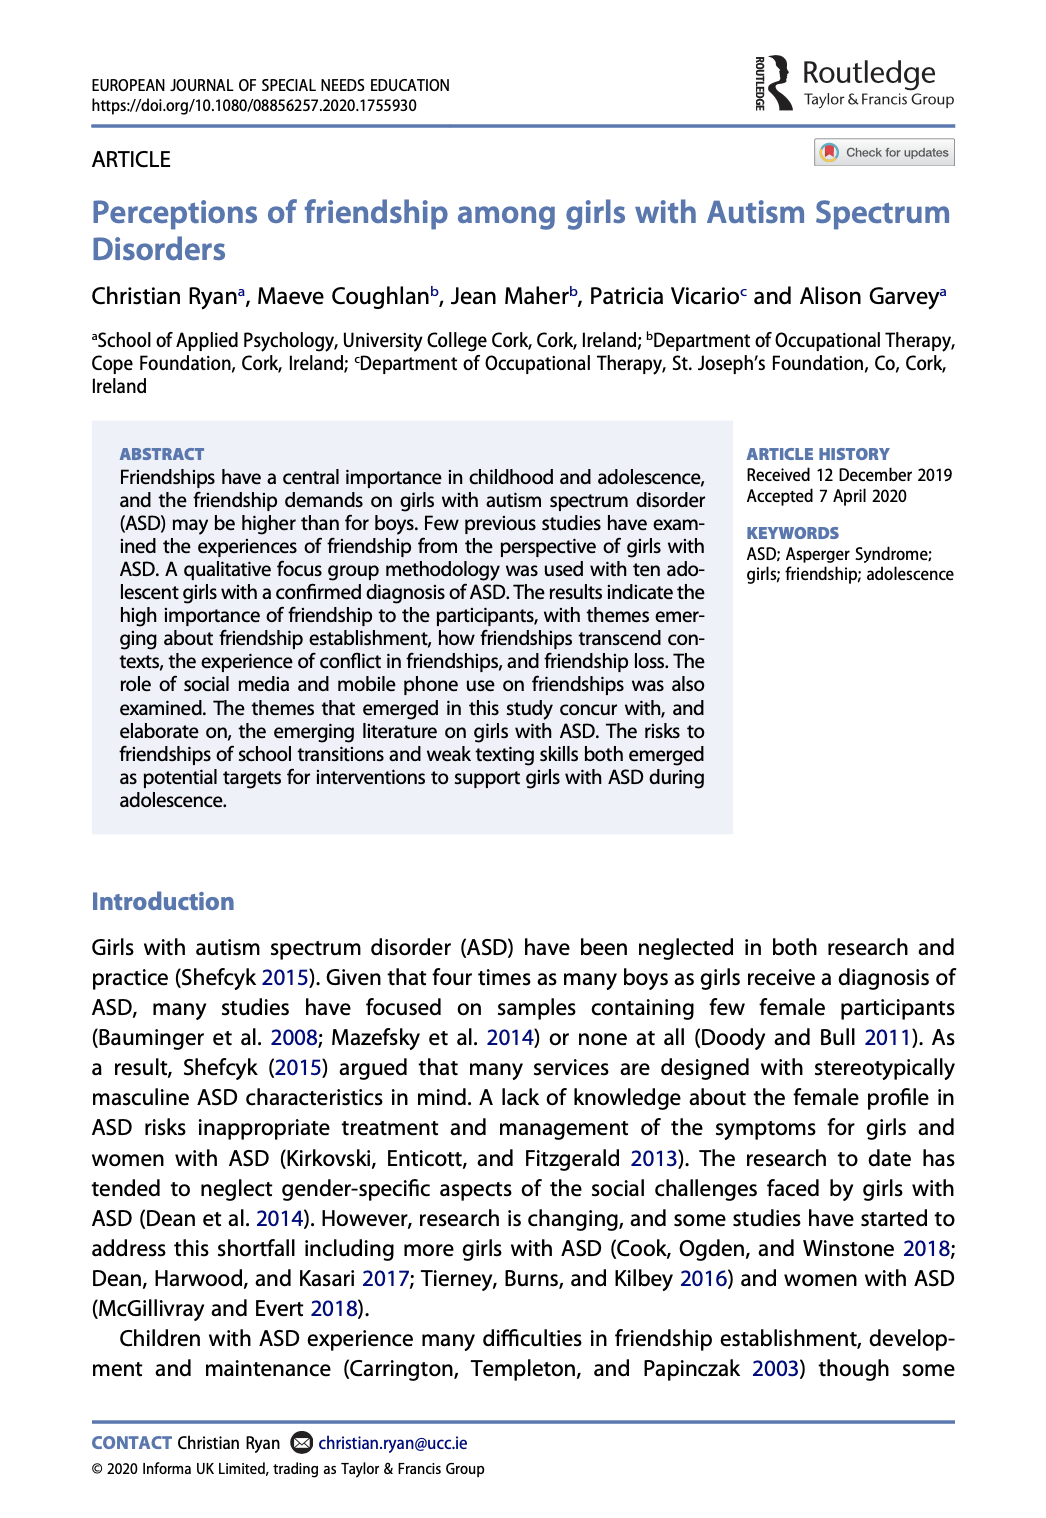 EUROPEAN JOURNAL OF SPECIAL NEEDS EDUCATION
https://doi.org/10.1080/08856257.2020.1755930
ROUTLEDGE
Routledge
Taylor & Francis Group
ARTICLE
Check for updates
Perceptions of friendship among girls with Autism Spectrum
Disorders
Christian Ryanᵃ, Maeve Coughlanᵇ, Jean Maherᵇ, Patricia Vicarioᶜ and Alison Garveyᵃ
ᵃSchool of Applied Psychology, University College Cork, Cork, Ireland; ᵇDepartment of Occupational Therapy,
Cope Foundation, Cork, Ireland; ᶜDepartment of Occupational Therapy, St. Joseph’s Foundation, Co, Cork,
Ireland
ABSTRACT
Friendships have a central importance in childhood and adolescence,
and the friendship demands on girls with autism spectrum disorder
(ASD) may be higher than for boys. Few previous studies have exam-
ined the experiences of friendship from the perspective of girls with
ASD. A qualitative focus group methodology was used with ten ado-
lescent girls with a confirmed diagnosis of ASD. The results indicate the
high importance of friendship to the participants, with themes emer-
ging about friendship establishment, how friendships transcend con-
texts, the experience of conflict in friendships, and friendship loss. The
role of social media and mobile phone use on friendships was also
examined. The themes that emerged in this study concur with, and
elaborate on, the emerging literature on girls with ASD. The risks to
friendships of school transitions and weak texting skills both emerged
as potential targets for interventions to support girls with ASD during
adolescence.
ARTICLE HISTORY
Received 12 December 2019
Accepted 7 April 2020
KEYWORDS
ASD; Asperger Syndrome;
girls; friendship; adolescence
Introduction
Girls with autism spectrum disorder (ASD) have been neglected in both research and
practice (Shefcyk 2015). Given that four times as many boys as girls receive a diagnosis of
ASD, many studies have focused on samples containing few female participants
(Bauminger et al. 2008; Mazefsky et al. 2014) or none at all (Doody and Bull 2011). As
a result, Shefcyk (2015) argued that many services are designed with stereotypically
masculine ASD characteristics in mind. A lack of knowledge about the female profile in
ASD risks inappropriate treatment and management of the symptoms for girls and
women with ASD (Kirkovski, Enticott, and Fitzgerald 2013). The research to date has
tended to neglect gender-specific aspects of the social challenges faced by girls with
ASD (Dean et al. 2014). However, research is changing, and some studies have started to
address this shortfall including more girls with ASD (Cook, Ogden, and Winstone 2018;
Dean, Harwood, and Kasari 2017; Tierney, Burns, and Kilbey 2016) and women with ASD
(McGillivray and Evert 2018).
Children with ASD experience many difficulties in friendship establishment, develop-
ment and maintenance (Carrington, Templeton, and Papinczak 2003) though some
CONTACT Christian Ryan christian.ryan@ucc.ie
© 2020 Informa UK Limited, trading as Taylor & Francis Group